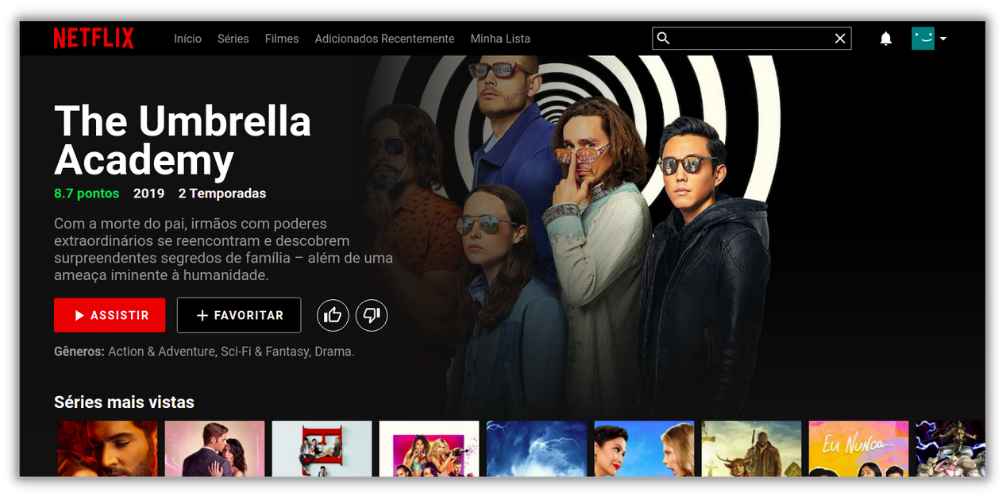 NETFLIX
Início Séries Filmes Adicionados Recentemente Minha Lista
The Umbrella
Academy
8.7 pontos 2019 2 Temporadas
Com a morte do pai, irmãos com poderes
extraordinários se reencontram e descobrem
surpreendentes segredos de família – além de uma
ameaça iminente à humanidade.
ASSISTIR
FAVORITAR
Gêneros: Action & Adventure, Sci-Fi & Fantasy, Drama.
Séries mais vistas
EU NUNCA...